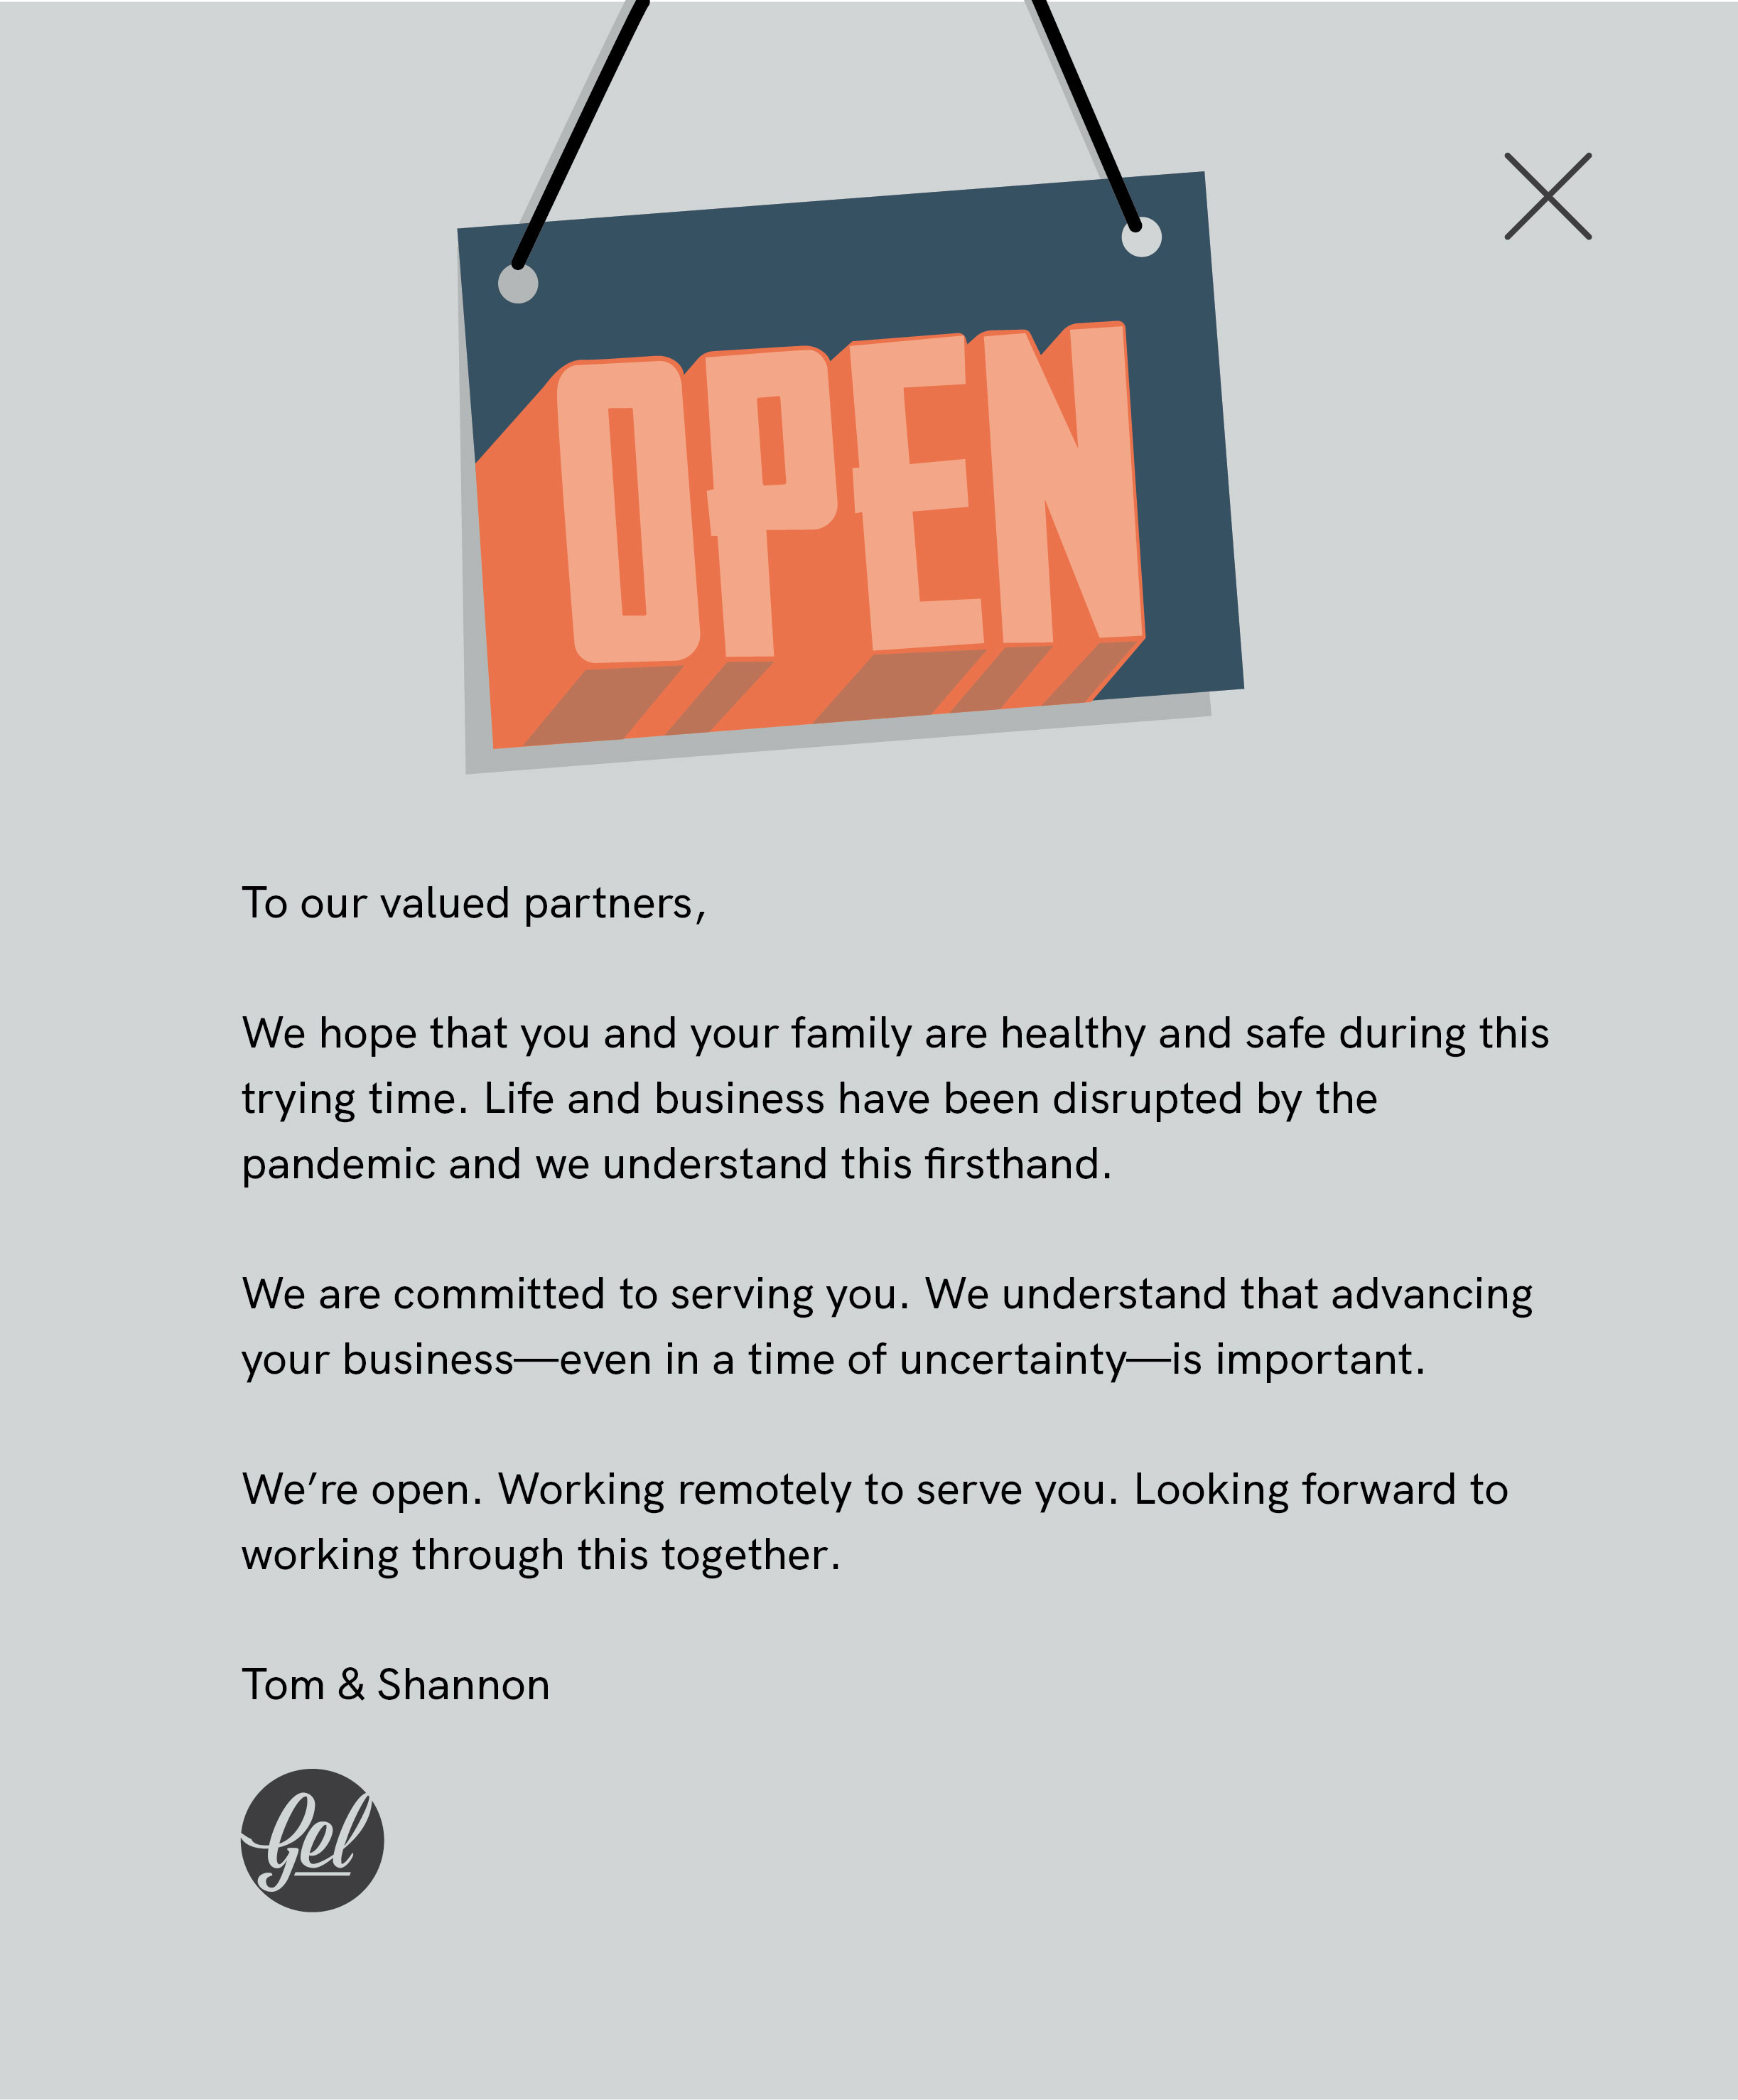 OPEN
To our valued partners,
We hope that you and your family are healthy and safe during this
trying time. Life and business have been disrupted by the
pandemic and we understand this firsthand.
We are committed to serving you. We understand that advancing
your business—even in a time of uncertainty—is important.
We’re open. Working remotely to serve you. Looking forward to
working through this together.
Tom & Shannon
Gel